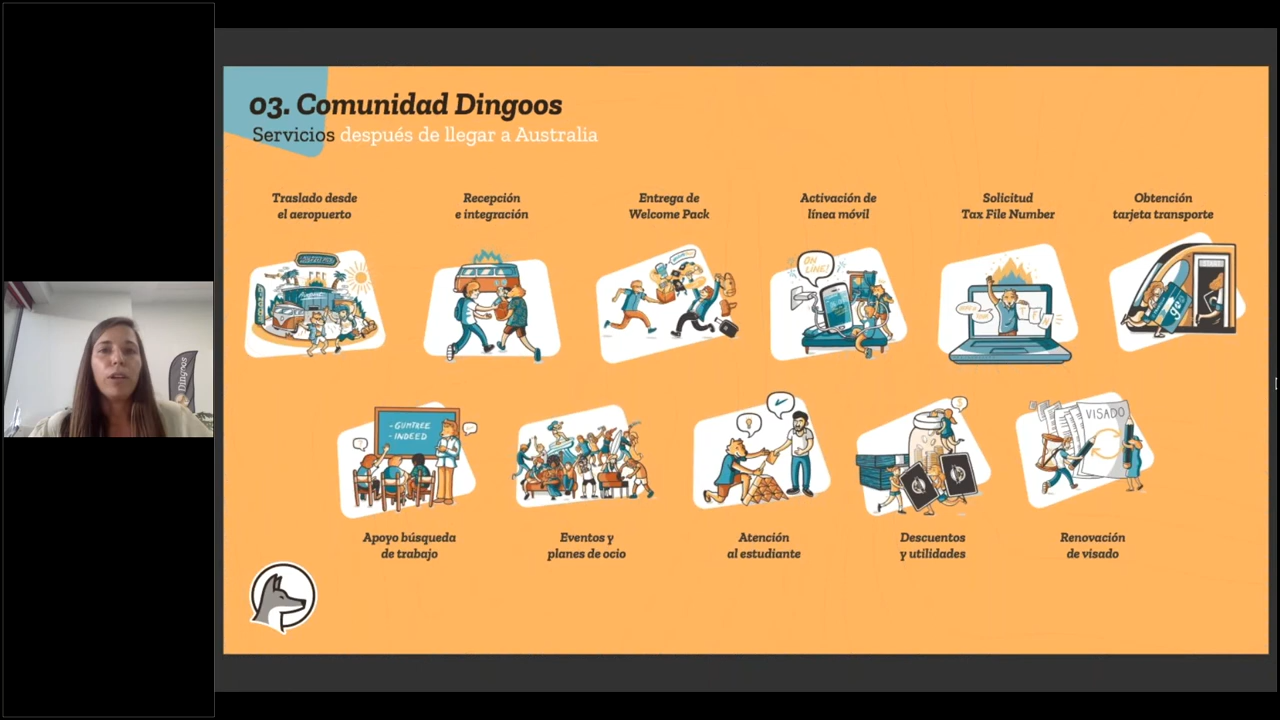 03. Comunidad Dingoos
Servicios después de llegar a Australia
Traslado desde
el aeropuerto
Recepción
e integración
Entrega de
Welcome Pack
Activación de
línea móvil
Solicitud
Tax File Number
Obtención
tarjeta transporte
ON
LINE!
go
- GUMTREE
- INDEED
VISADO
Apoyo búsqueda
de trabajo
Eventos y
planes de ocio
Atención
al estudiante
Descuentos
y utilidades
Renovación
de visado
Dingoos